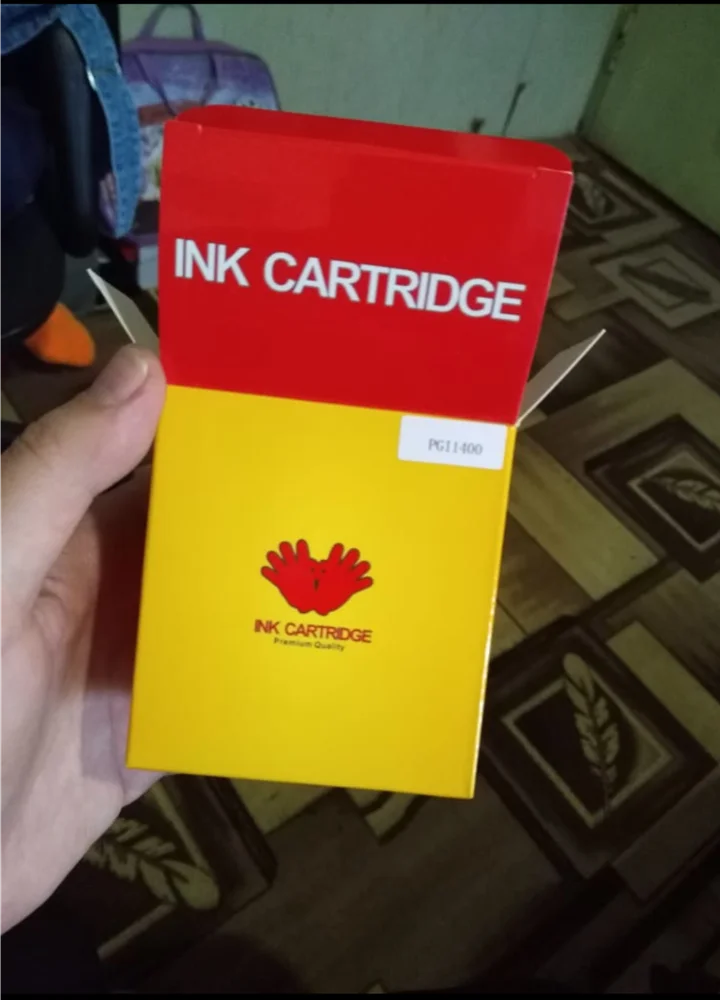 INK CARTRIDGE
PGI1400
INK CARTRIDGE
Premium Quality